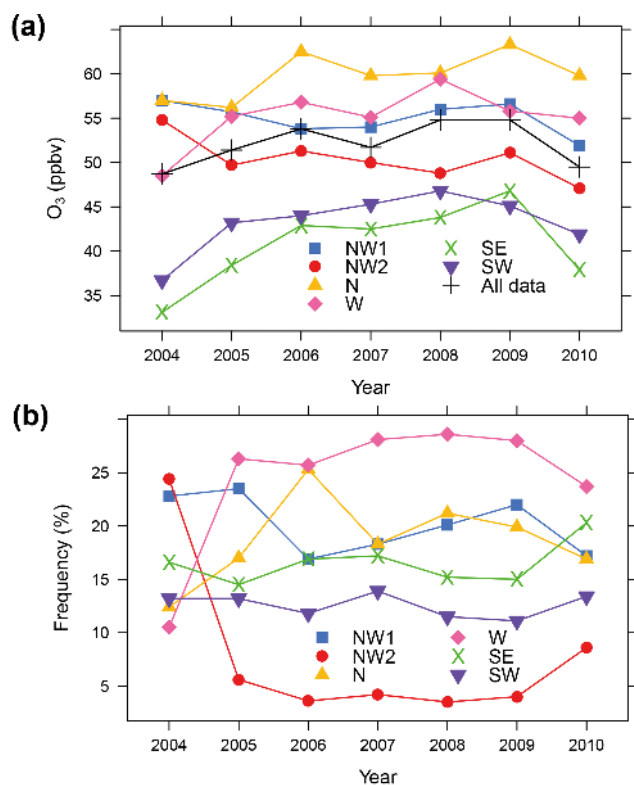 (a)
60
55
50
45
40
35
O₃ (ppbv)
NW1
NW2
N
W
SE
SW
All data
2004 2005 2006 2007 2008 2009 2010
Year
(b)
25
20
15
10
5
Frequency (%)
NW1
NW2
N
W
SE
SW
2004 2005 2006 2007 2008 2009 2010
Year